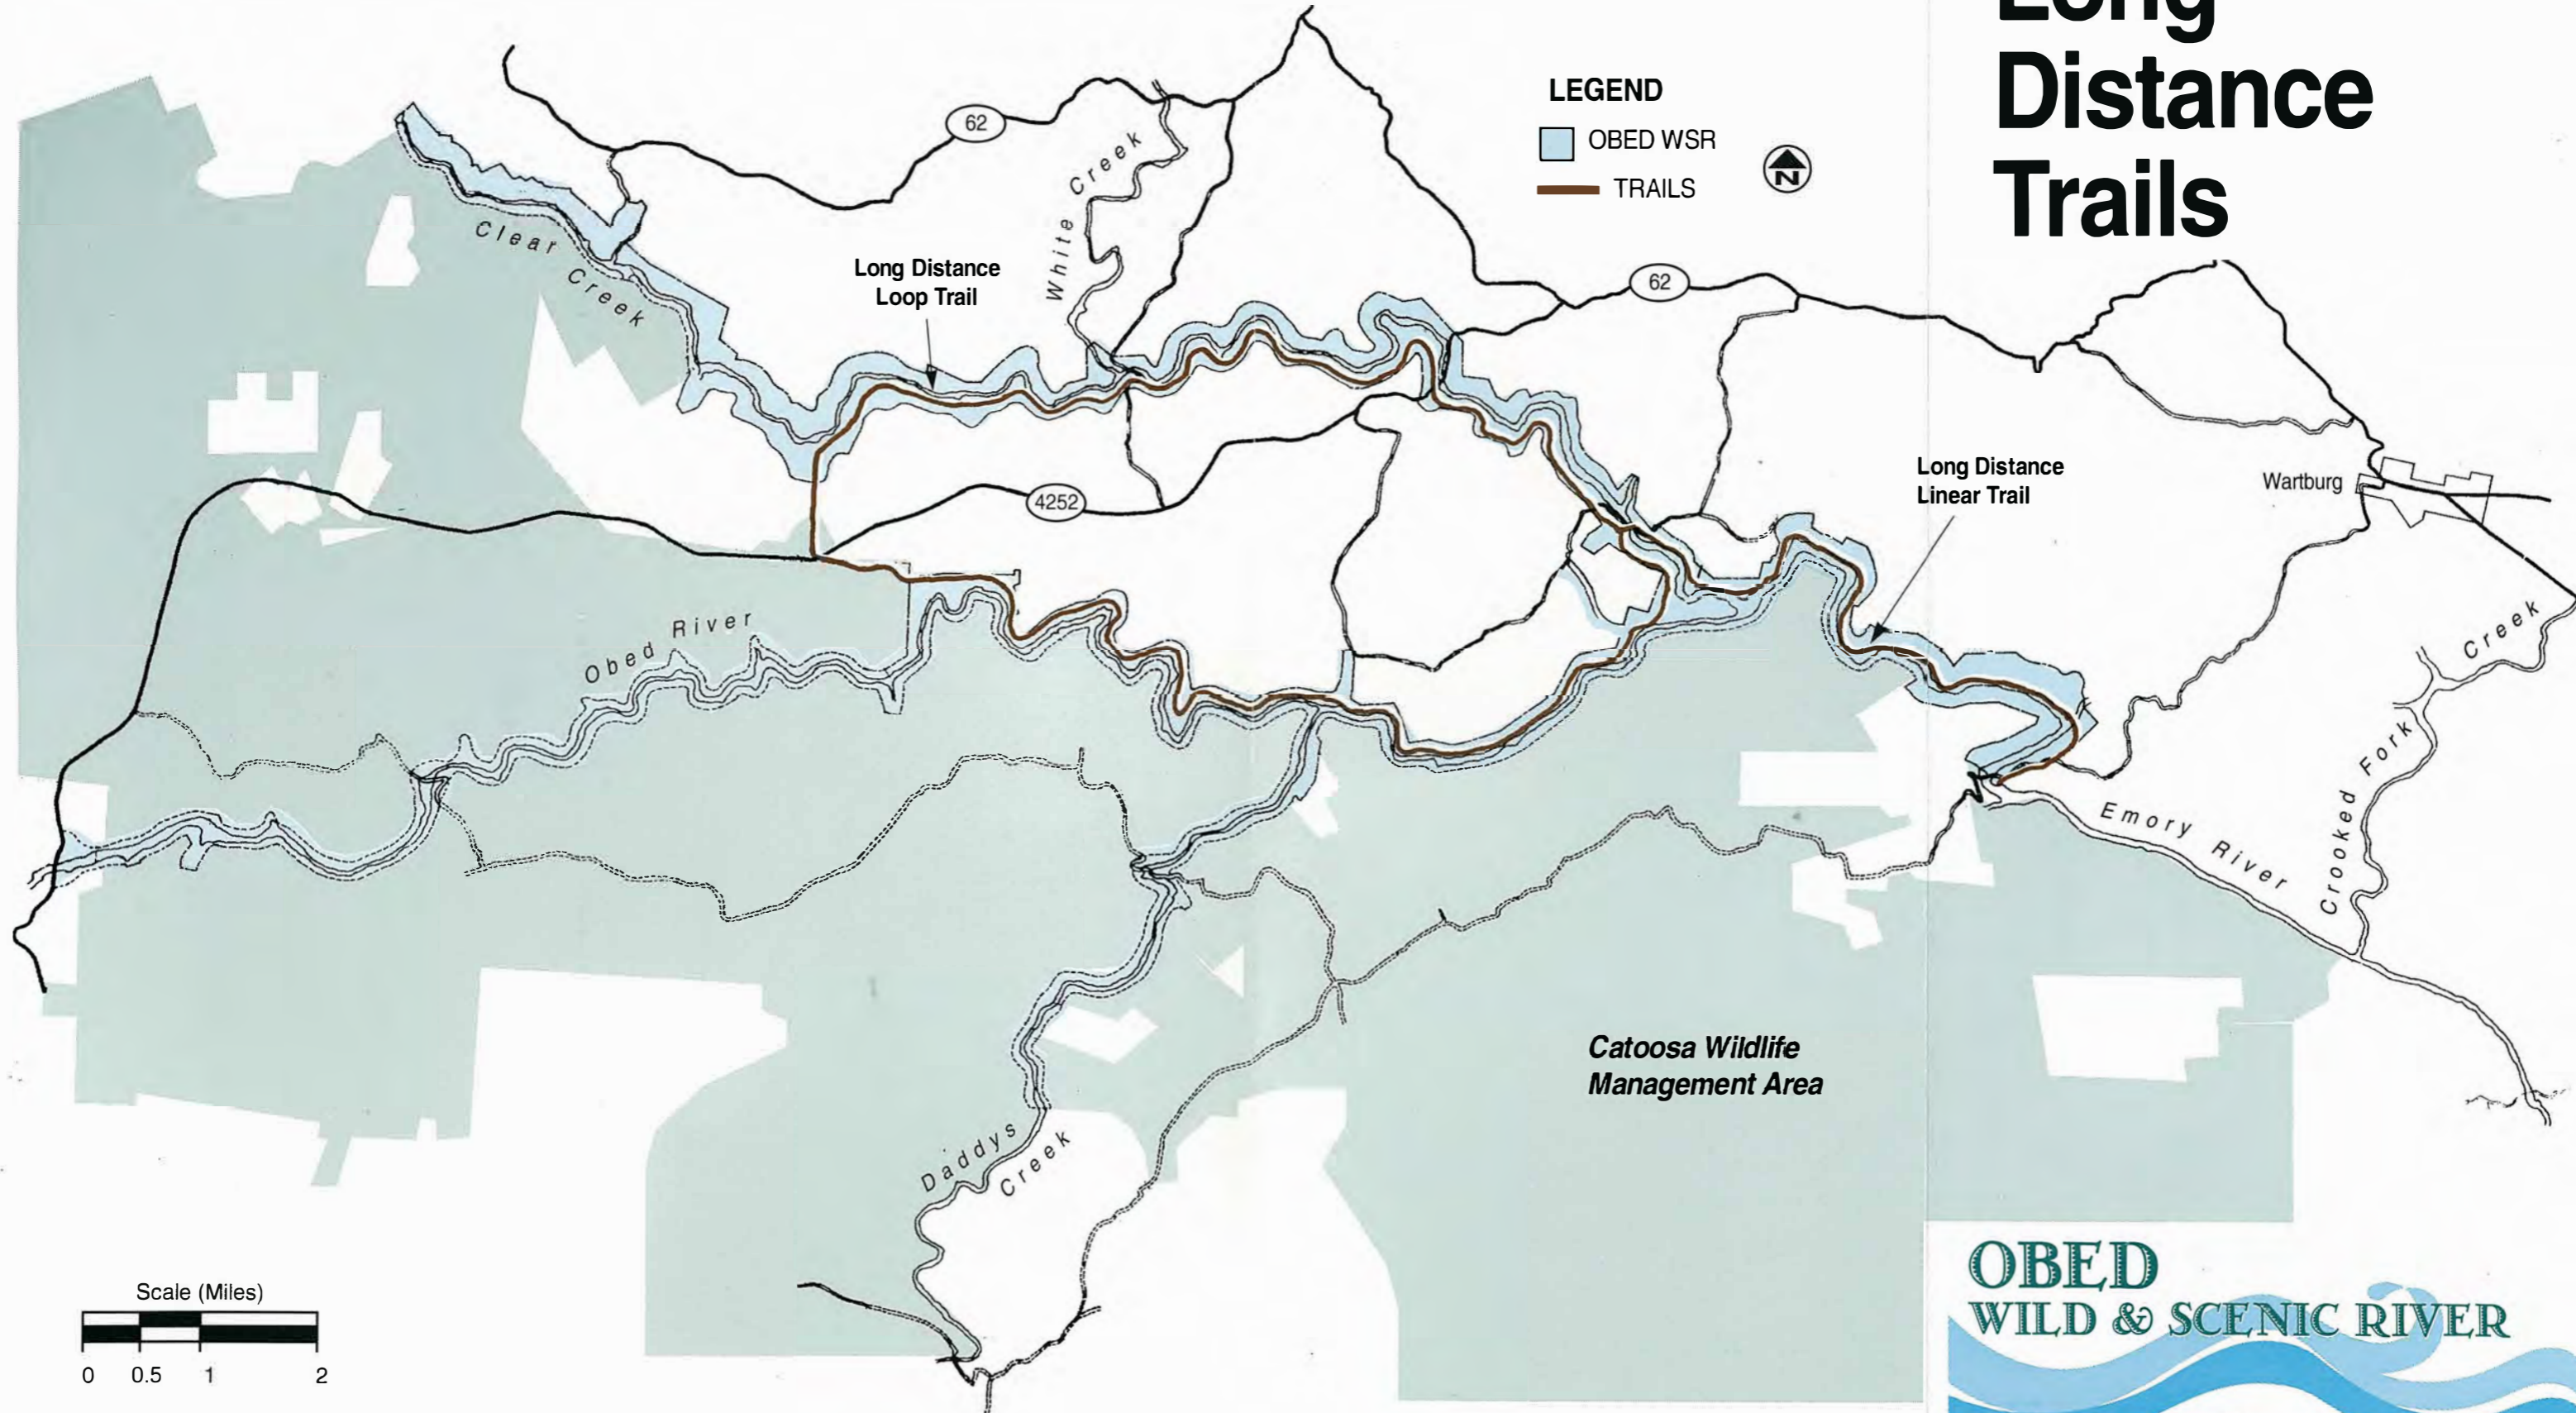 Long
Distance
Trails
LEGEND
OBED WSR
TRAILS
N
62
White Creek
Clear Creek
Long Distance
Loop Trail
62
Long Distance
Linear Trail
Wartburg
4252
Obed River
Creek
Crooked Fork
Emory River
Catoosa Wildlife
Management Area
Daddys
Creek
Scale (Miles)
0 0.5 1 2
OBED
WILD & SCENIC RIVER